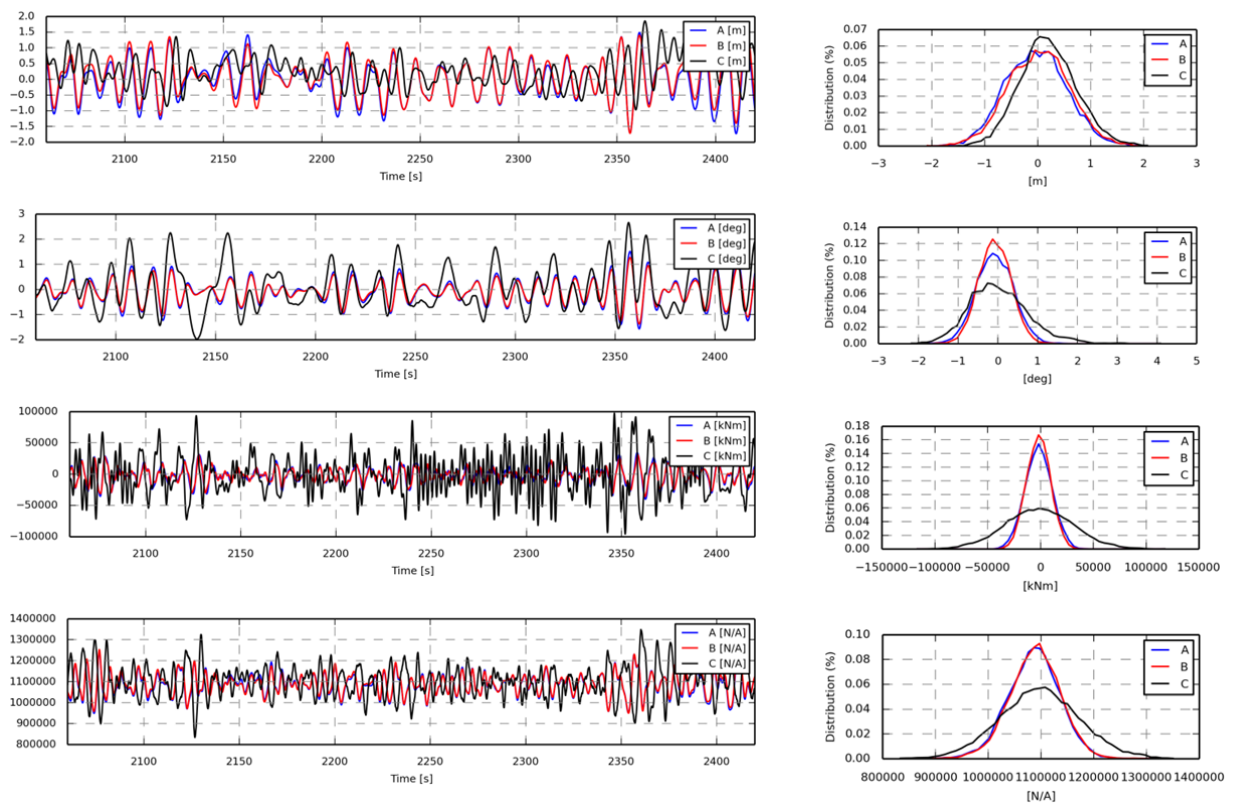 2.0
1.5
1.0
0.5
0.0
−0.5
−1.0
−1.5
−2.0
A [m]
B [m]
C [m]
2100 2150 2200 2250 2300 2350 2400
Time [s]
Distribution (%)
0.07
0.06
0.05
0.04
0.03
0.02
0.01
0.00
A
B
C
−3 −2 −1 0 1 2 3
[m]
3
2
1
0
−1
−2
A [deg]
B [deg]
C [deg]
2100 2150 2200 2250 2300 2350 2400
Time [s]
Distribution (%)
0.14
0.12
0.10
0.08
0.06
0.04
0.02
0.00
A
B
C
−3 −2 −1 0 1 2 3 4 5
[deg]
100000
50000
0
−50000
−100000
A [kNm]
B [kNm]
C [kNm]
2100 2150 2200 2250 2300 2350 2400
Time [s]
Distribution (%)
0.18
0.16
0.14
0.12
0.10
0.08
0.06
0.04
0.02
0.00
A
B
C
−150000 −100000 −50000 0 50000 100000 150000
[kNm]
1400000
1300000
1200000
1100000
1000000
900000
800000
A [N/A]
B [N/A]
C [N/A]
2100 2150 2200 2250 2300 2350 2400
Time [s]
Distribution (%)
0.10
0.08
0.06
0.04
0.02
0.00
A
B
C
800000 900000 1000000 1100000 1200000 1300000 1400000
[N/A]